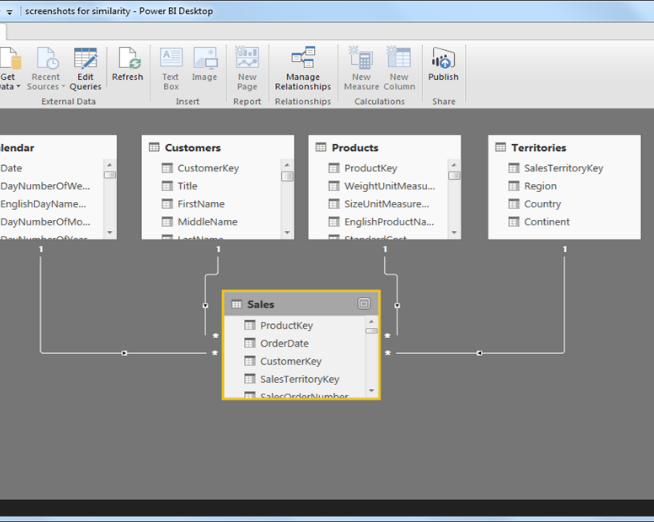 screenshots for similarity - Power BI Desktop
Get Data
Recent Sources
Edit Queries
Refresh
Text Box
Image
New Page
Manage Relationships
New Measure
New Column
Publish
External Data
Insert
Report
Relationships
Calculations
Share
lendar
Date
DayNumberOfWe...
EnglishDayName...
DayNumberOfMo...
DayNumberOfYear
Customers
CustomerKey
Title
FirstName
MiddleName
LastName
Products
ProductKey
WeightUnitMeasu...
SizeUnitMeasure...
EnglishProductNa...
StandardCost
Territories
SalesTerritoryKey
Region
Country
Continent
1
1
1
1
Sales
ProductKey
OrderDate
CustomerKey
SalesTerritoryKey
SalesOrderNumber
*
*
*
*